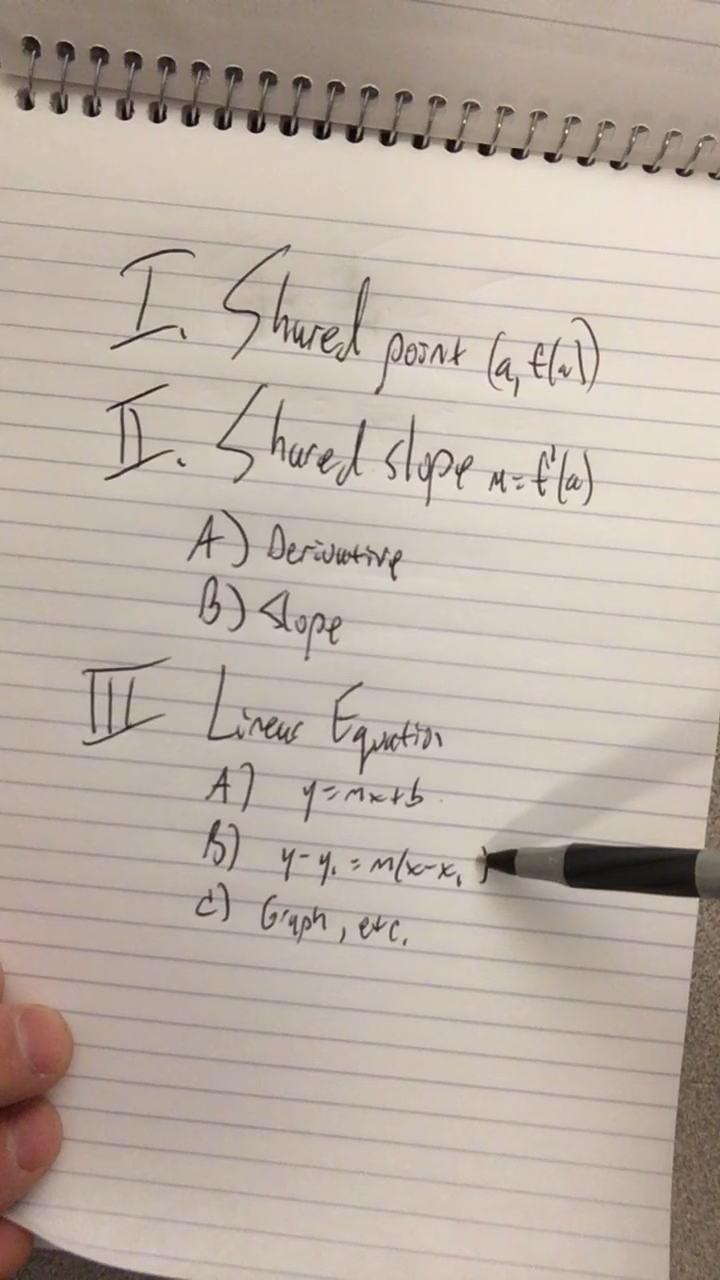 I. Shared point (a, f(a))
II. Shared slope m = f'(a)
A) Derivative
B) Slope
III Linear Equation
A) y = mx + b
B) y - y₁ = m(x - x₁)
C) Graph, etc.